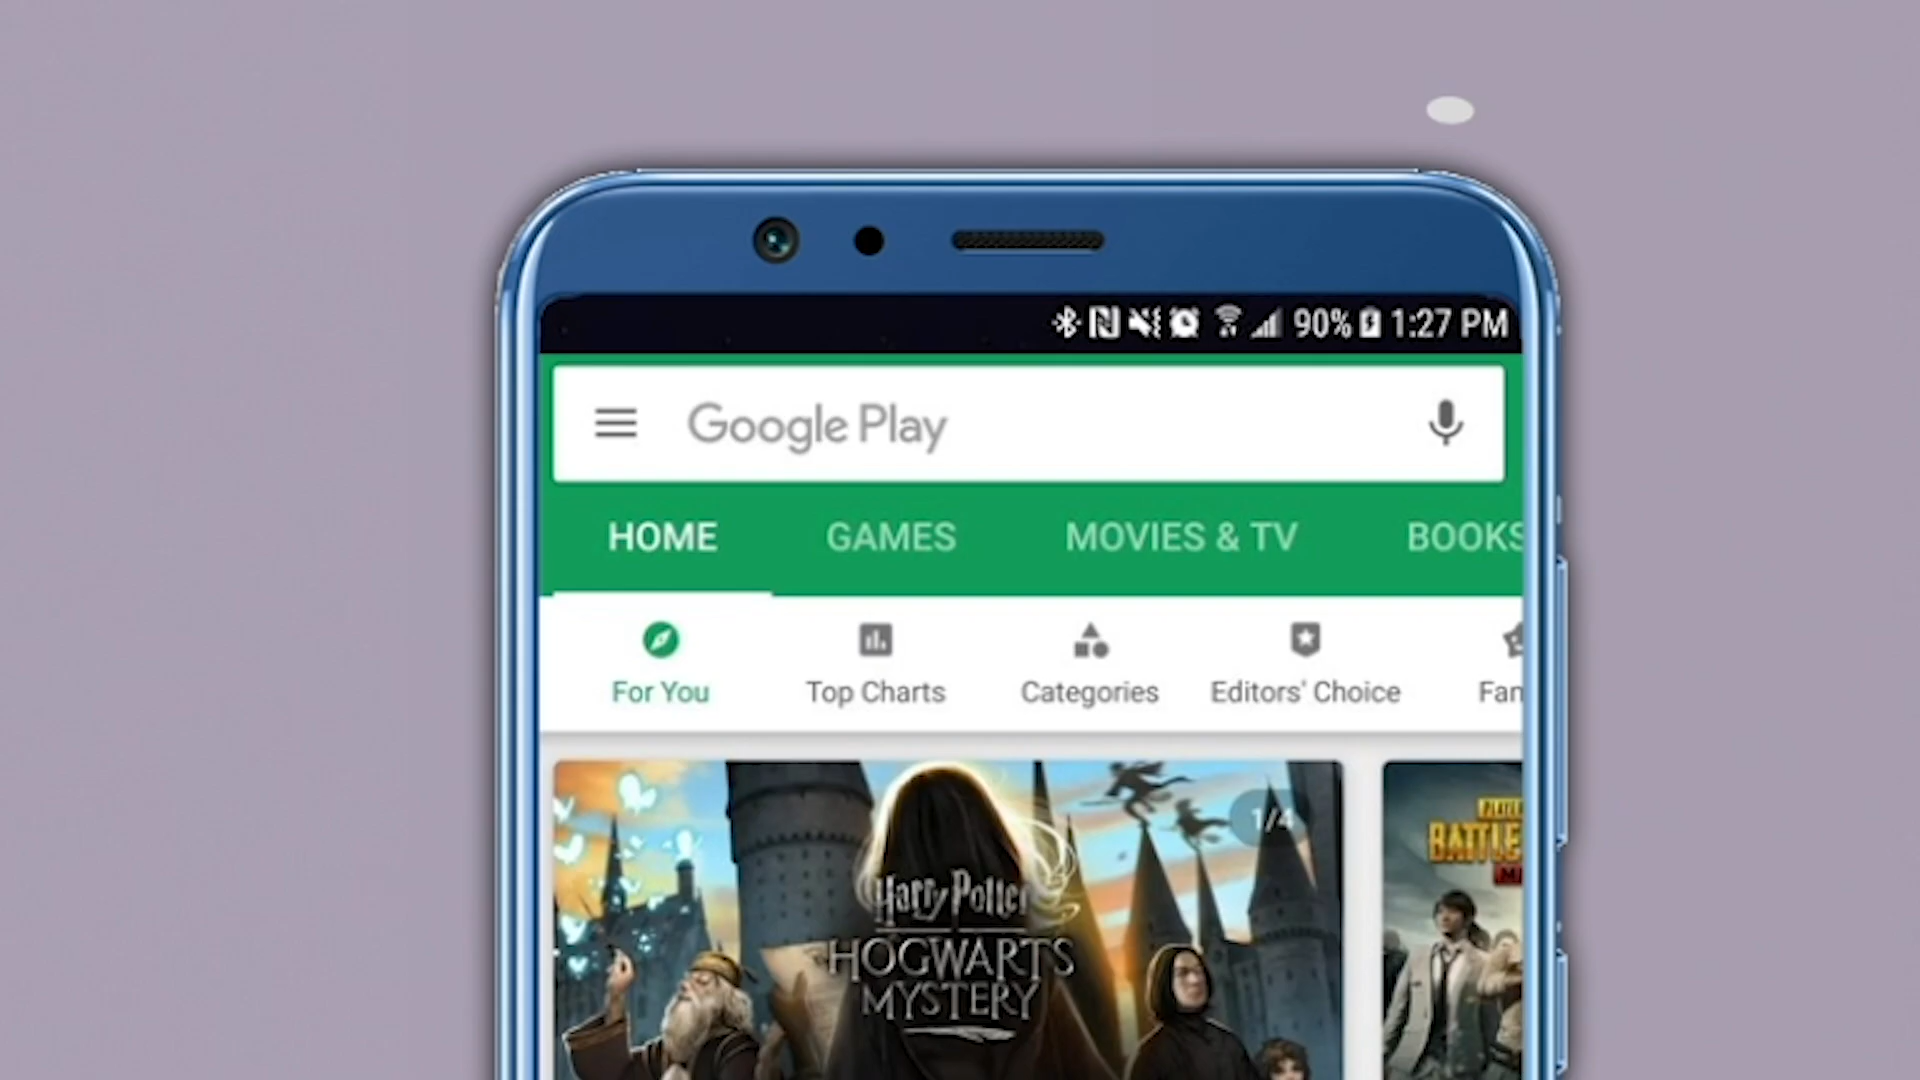 90% 1:27 PM
Google Play
HOME GAMES MOVIES & TV BOOKS
For You Top Charts Categories Editors' Choice Fan
1/4
Harry Potter
HOGWARTS
MYSTERY
BATTLE